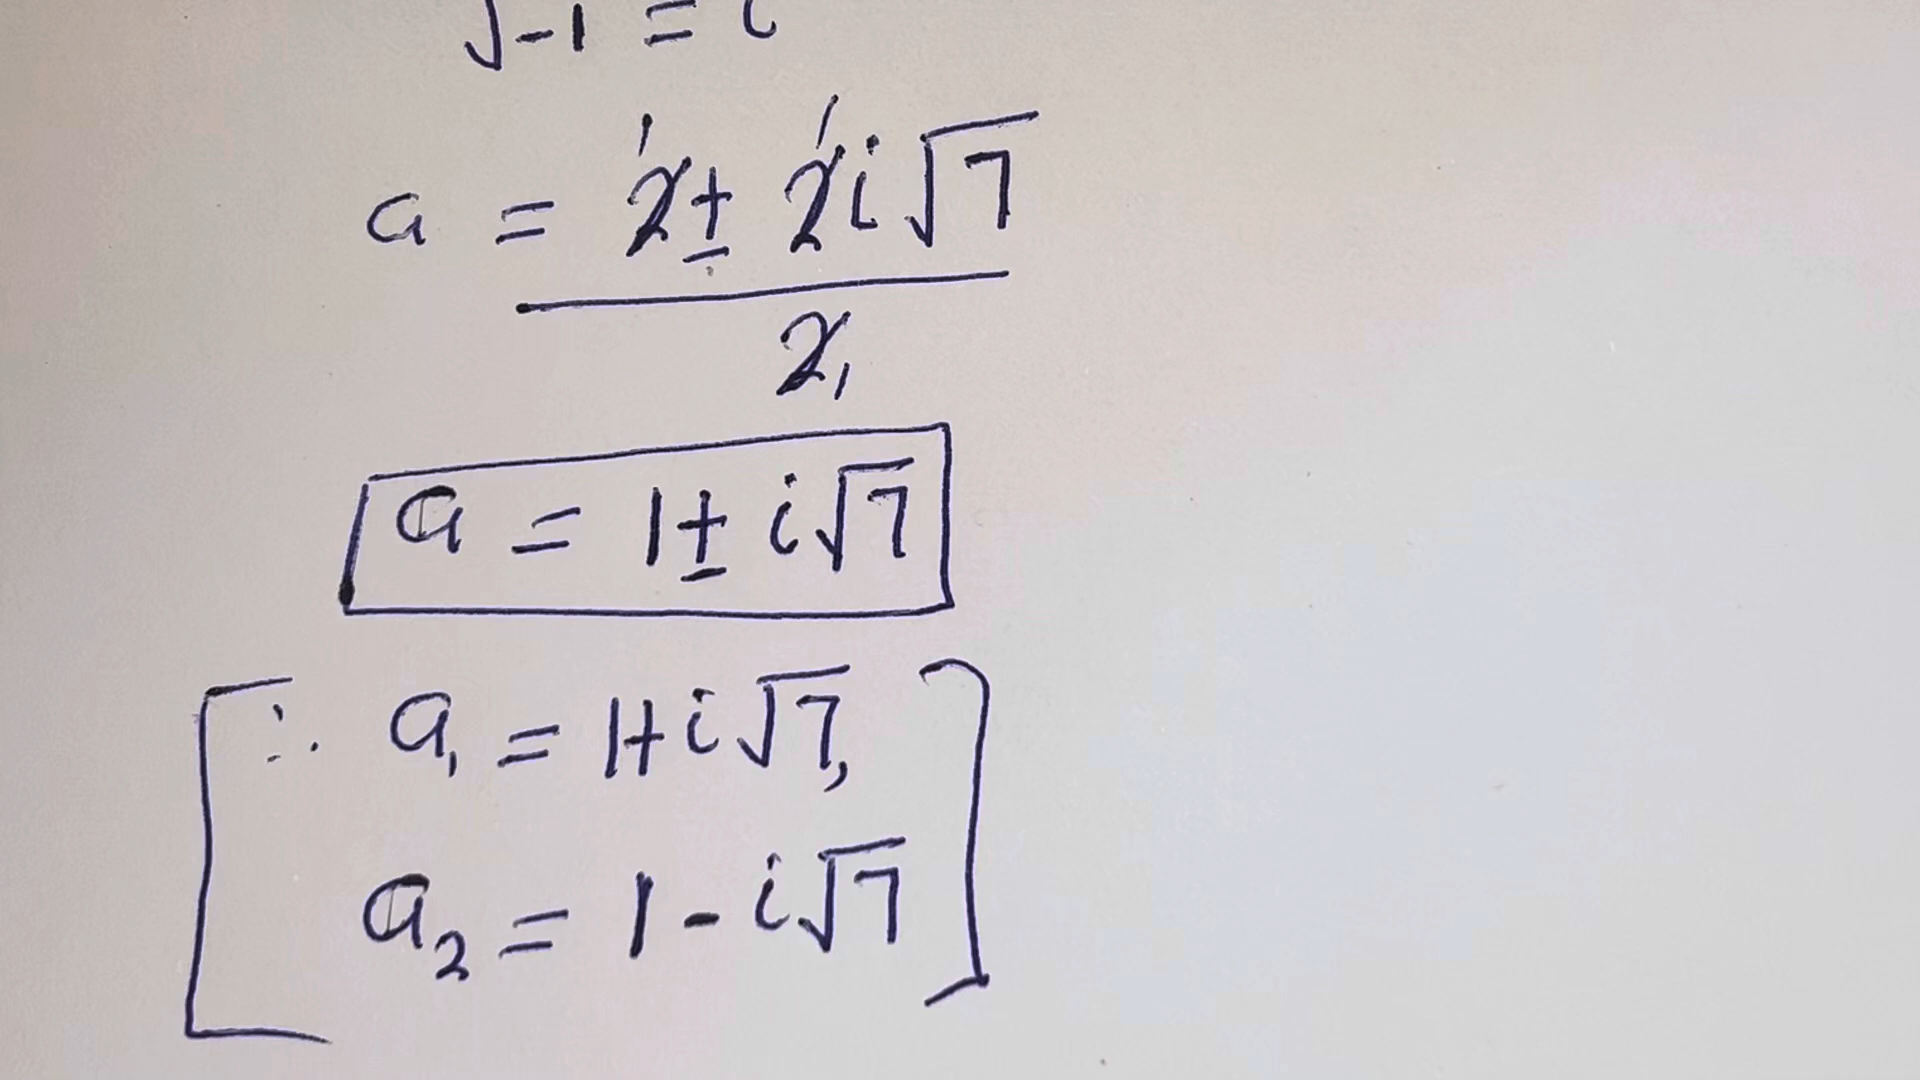 √-1 = i
a = 2 ± 2i√7
2
a = 1 ± i√7
∴ a₁ = 1+i√7,
a₂ = 1 - i√7